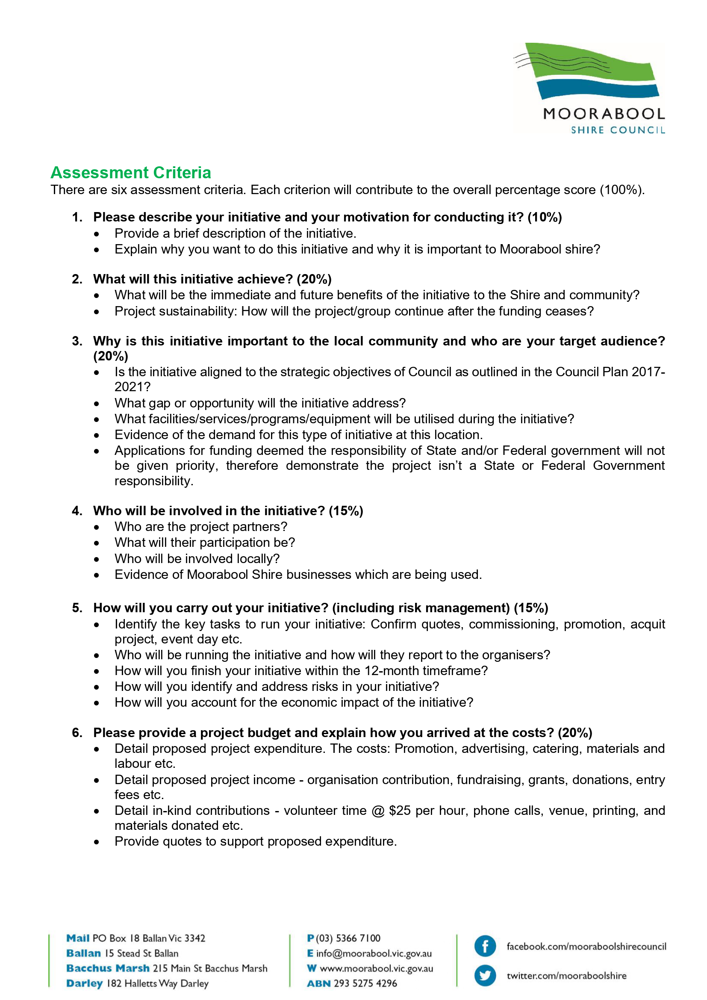 MOORABOOL
SHIRE COUNCIL
Assessment Criteria
There are six assessment criteria. Each criterion will contribute to the overall percentage score (100%).
1. Please describe your initiative and your motivation for conducting it? (10%)
• Provide a brief description of the initiative.
• Explain why you want to do this initiative and why it is important to Moorabool shire?
2. What will this initiative achieve? (20%)
• What will be the immediate and future benefits of the initiative to the Shire and community?
• Project sustainability: How will the project/group continue after the funding ceases?
3. Why is this initiative important to the local community and who are your target audience?
(20%)
• Is the initiative aligned to the strategic objectives of Council as outlined in the Council Plan 2017-
2021?
• What gap or opportunity will the initiative address?
• What facilities/services/programs/equipment will be utilised during the initiative?
• Evidence of the demand for this type of initiative at this location.
• Applications for funding deemed the responsibility of State and/or Federal government will not
be given priority, therefore demonstrate the project isn’t a State or Federal Government
responsibility.
4. Who will be involved in the initiative? (15%)
• Who are the project partners?
• What will their participation be?
• Who will be involved locally?
• Evidence of Moorabool Shire businesses which are being used.
5. How will you carry out your initiative? (including risk management) (15%)
• Identify the key tasks to run your initiative: Confirm quotes, commissioning, promotion, acquit
project, event day etc.
• Who will be running the initiative and how will they report to the organisers?
• How will you finish your initiative within the 12-month timeframe?
• How will you identify and address risks in your initiative?
• How will you account for the economic impact of the initiative?
6. Please provide a project budget and explain how you arrived at the costs? (20%)
• Detail proposed project expenditure. The costs: Promotion, advertising, catering, materials and
labour etc.
• Detail proposed project income - organisation contribution, fundraising, grants, donations, entry
fees etc.
• Detail in-kind contributions - volunteer time @ $25 per hour, phone calls, venue, printing, and
materials donated etc.
• Provide quotes to support proposed expenditure.
Mail PO Box 18 Ballan Vic 3342
Ballan 15 Stead St Ballan
Bacchus Marsh 215 Main St Bacchus Marsh
Darley 182 Halletts Way Darley
P (03) 5366 7100
E info@moorabool.vic.gov.au
W www.moorabool.vic.gov.au
ABN 293 5275 4296
facebook.com/mooraboolshirecouncil
twitter.com/mooraboolshire